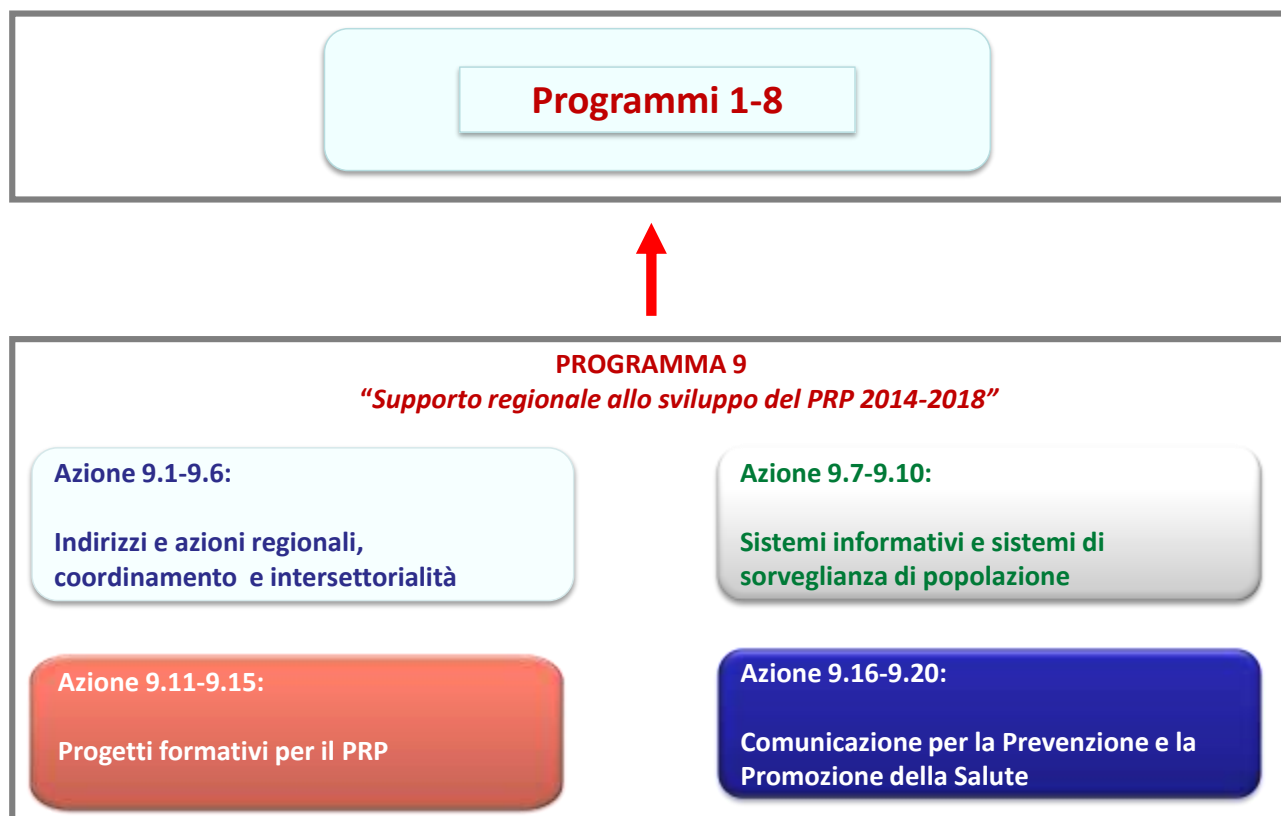 Programmi 1-8
PROGRAMMA 9
“Supporto regionale allo sviluppo del PRP 2014-2018”
Azione 9.1-9.6:
Indirizzi e azioni regionali,
coordinamento e intersettorialità
Azione 9.7-9.10:
Sistemi informativi e sistemi di
sorveglianza di popolazione
Azione 9.11-9.15:
Progetti formativi per il PRP
Azione 9.16-9.20:
Comunicazione per la Prevenzione e la
Promozione della Salute